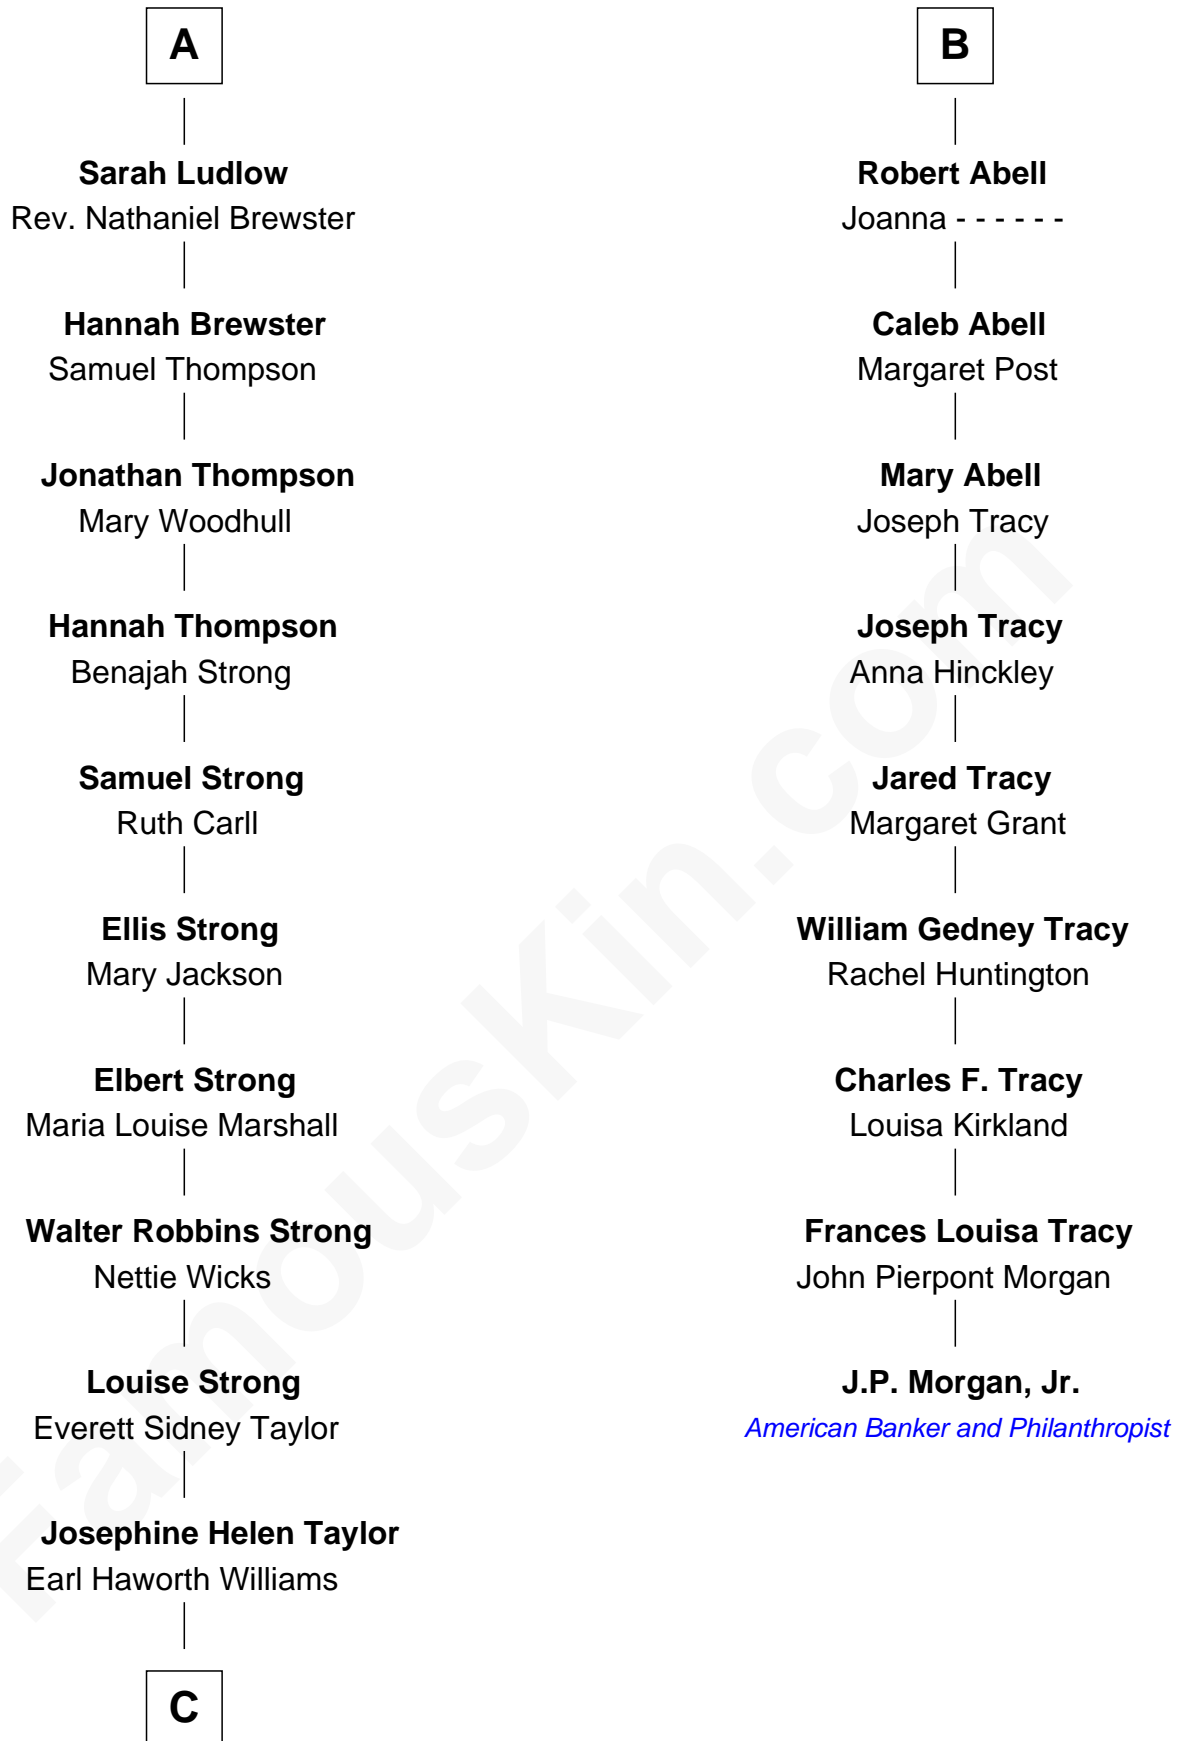 A
Sarah Ludlow
Rev. Nathaniel Brewster
Hannah Brewster
Samuel Thompson
Jonathan Thompson
Mary Woodhull
Hannah Thompson
Benajah Strong
Samuel Strong
Ruth Carll
Ellis Strong
Mary Jackson
Elbert Strong
Maria Louise Marshall
Walter Robbins Strong
Nettie Wicks
Louise Strong
Everett Sidney Taylor
Josephine Helen Taylor
Earl Haworth Williams
C
B
Robert Abell
Joanna - - - - - -
Caleb Abell
Margaret Post
Mary Abell
Joseph Tracy
Joseph Tracy
Anna Hinckley
Jared Tracy
Margaret Grant
William Gedney Tracy
Rachel Huntington
Charles F. Tracy
Louisa Kirkland
Frances Louisa Tracy
John Pierpont Morgan
J.P. Morgan, Jr.
American Banker and Philanthropist
FamousKin.com